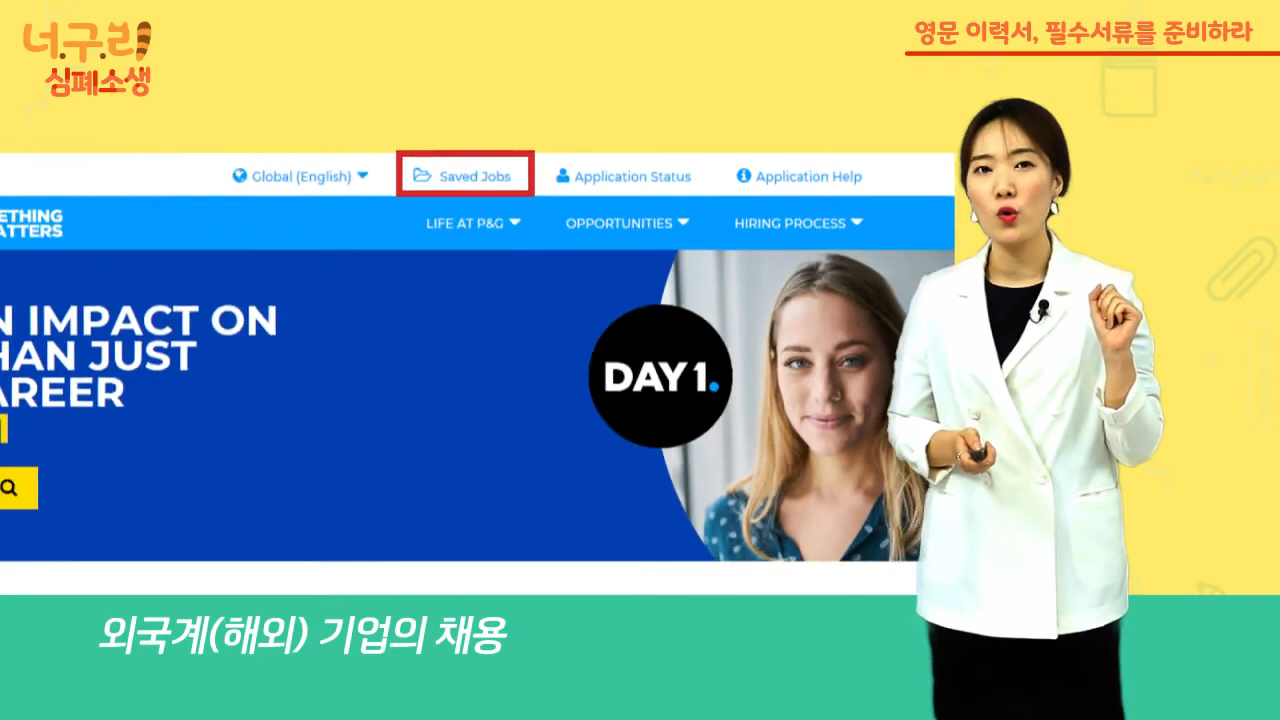 너.구.리
심폐소생
영문 이력서, 필수서류를 준비하라
Global (English)
Saved Jobs
Application Status
Application Help
ETHING
ATTERS
LIFE AT P&G
OPPORTUNITIES
HIRING PROCESS
N IMPACT ON
HAN JUST
AREER
DAY 1.
외국계(해외) 기업의 채용